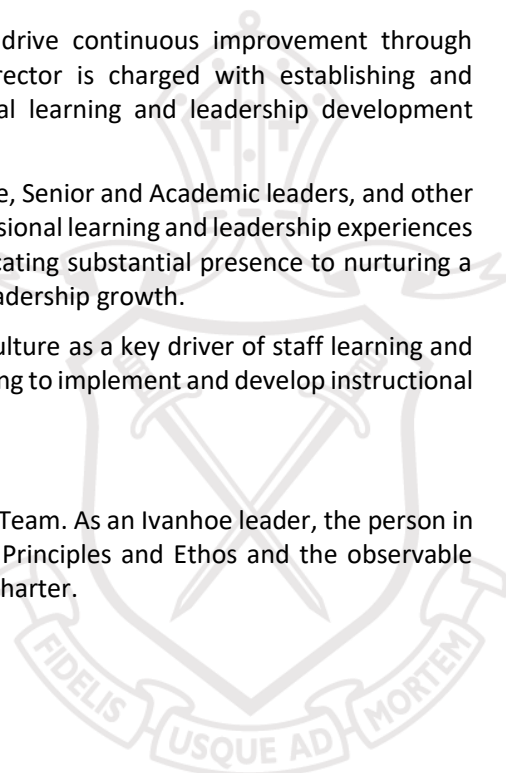 drive continuous improvement through
rector is charged with establishing and
al learning and leadership development
e, Senior and Academic leaders, and other
sional learning and leadership experiences
cating substantial presence to nurturing a
adership growth.
ulture as a key driver of staff learning and
ng to implement and develop instructional
Team. As an Ivanhoe leader, the person in
Principles and Ethos and the observable
harter.
FIDELIS USQUE AD MORTEM